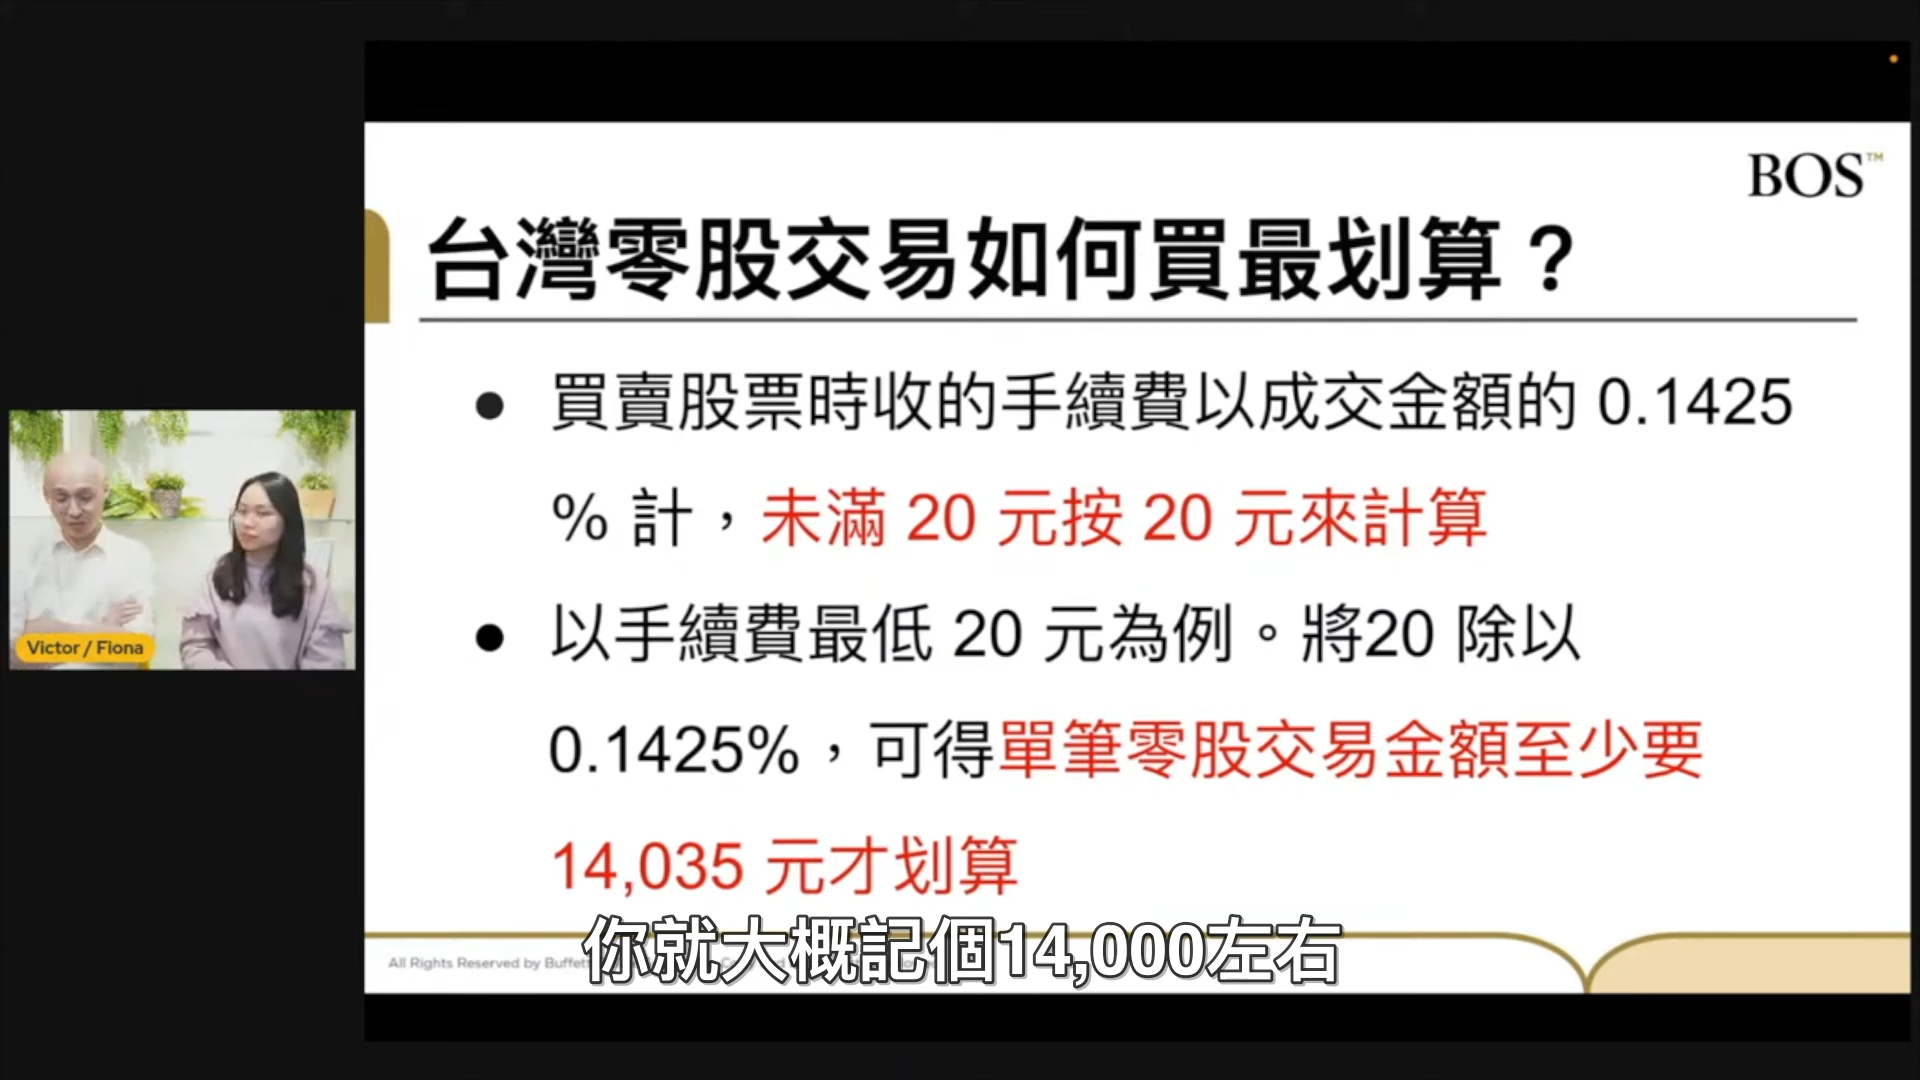 BOS™
台灣零股交易如何買最划算？
● 買賣股票時收的手續費以成交金額的 0.1425
% 計，未滿 20 元按 20 元來計算
● 以手續費最低 20 元為例。將20 除以
0.1425%，可得單筆零股交易金額至少要
14,035 元才划算
Victor / Fiona
All Rights Reserved by
你就大概記個14,000左右